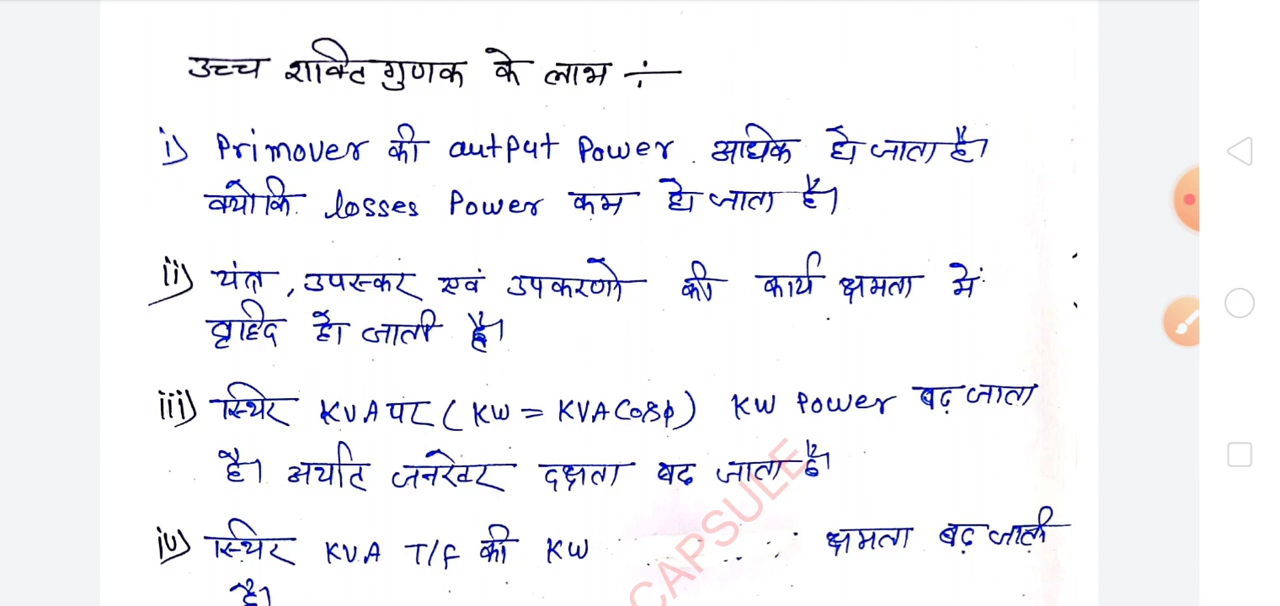 उच्च शक्ति गुणक के लाभ ÷
i) Primover की output Power अधिक हो जाता है।
क्योकि losses Power कम हो जाता है।
ii) यंत्र, उपस्कर एवं उपकरणो की कार्य क्षमता में
वृद्धि हो जाती है।
iii) स्थिर KVA पर ( KW = KVA Cosϕ) KW Power बढ़ जाता
है। अर्थात जनरेटर दक्षता बढ जाता है।
iv) स्थिर KVA T/F की KW क्षमता बढ़ जाती
है।
CAPSULE